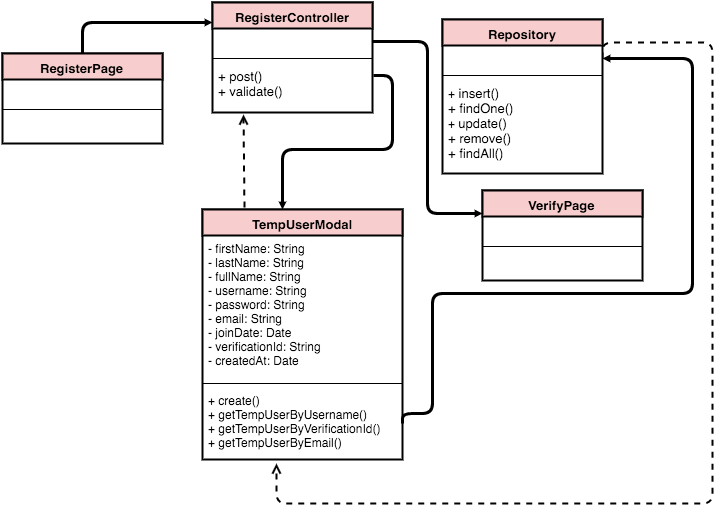 RegisterController
+ post()
+ validate()
RegisterPage
Repository
+ insert()
+ findOne()
+ update()
+ remove()
+ findAll()
VerifyPage
TempUserModal
- firstName: String
- lastName: String
- fullName: String
- username: String
- password: String
- email: String
- joinDate: Date
- verificationId: String
- createdAt: Date
+ create()
+ getTempUserByUsername()
+ getTempUserByVerificationId()
+ getTempUserByEmail()